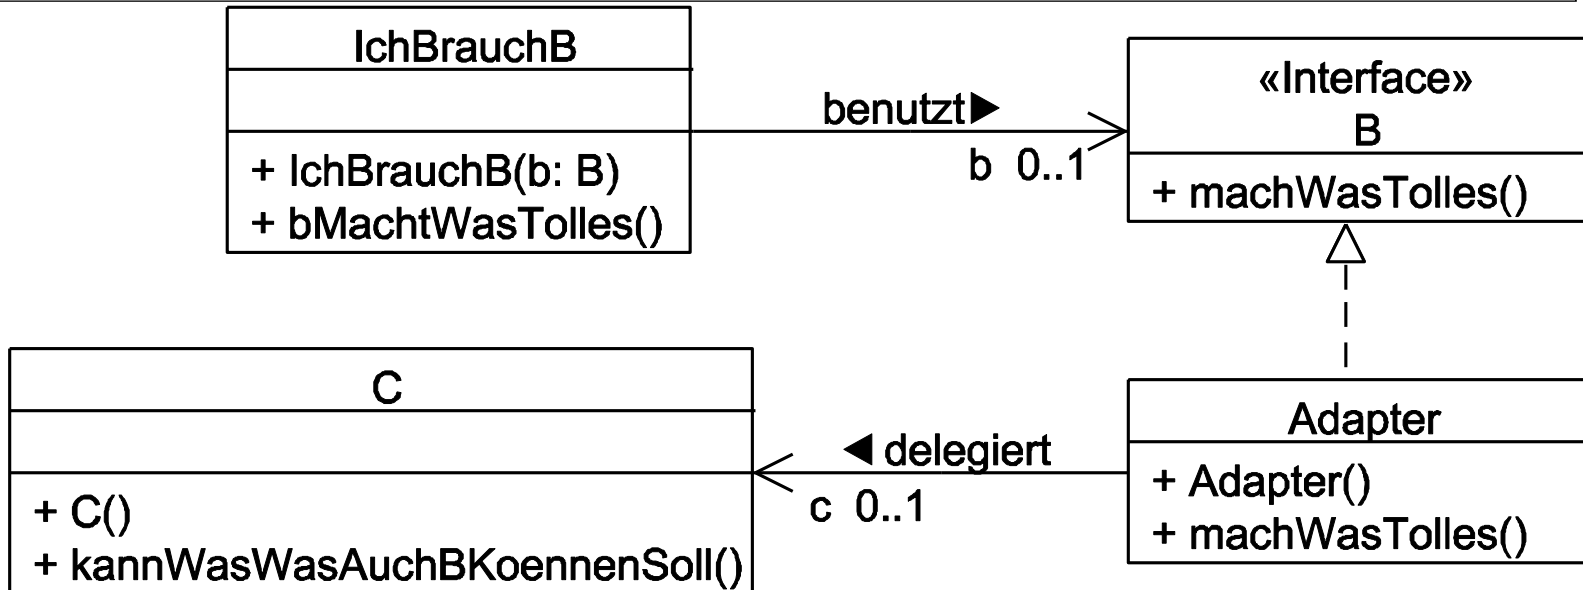 IchBrauchB
+ IchBrauchB(b: B)
+ bMachtWasTolles()
benutzt▶
b 0..1
«Interface»
B
+ machWasTolles()
C
+ C()
+ kannWasWasAuchBKoennenSoll()
◀ delegiert
c 0..1
Adapter
+ Adapter()
+ machWasTolles()